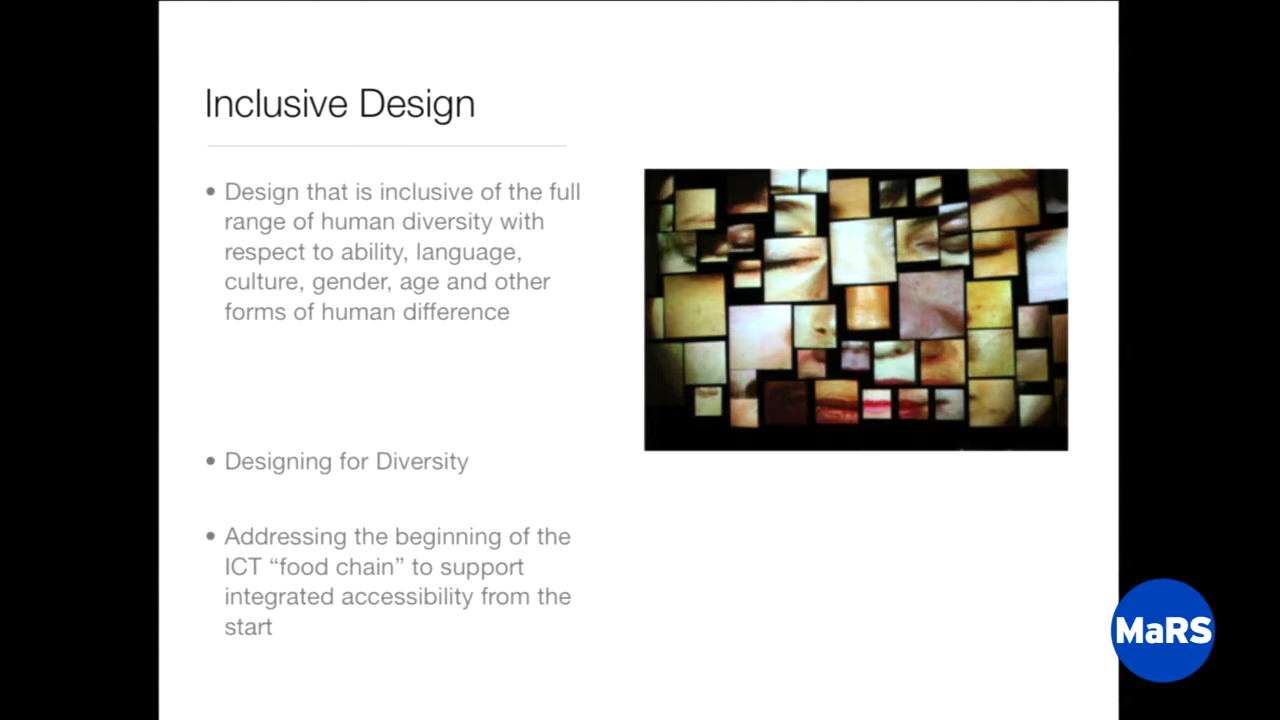 Inclusive Design
• Design that is inclusive of the full
range of human diversity with
respect to ability, language,
culture, gender, age and other
forms of human difference
• Designing for Diversity
• Addressing the beginning of the
ICT “food chain” to support
integrated accessibility from the
start
MaRS